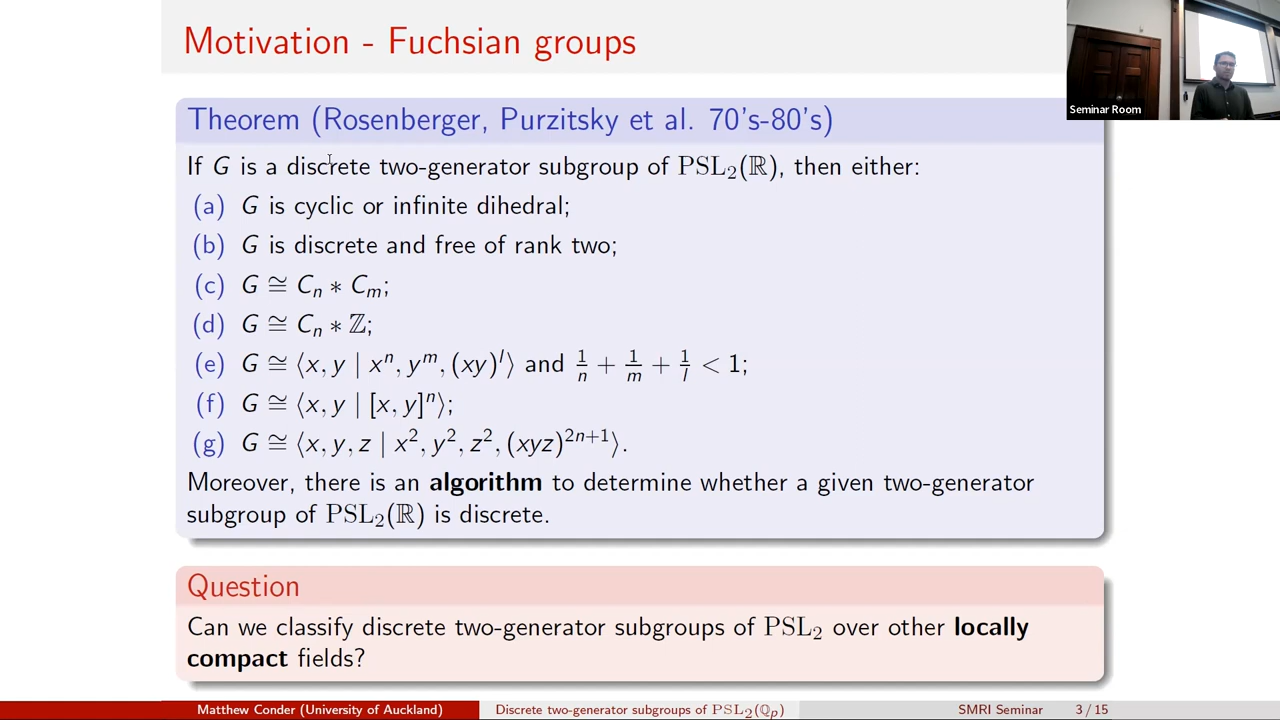 Motivation - Fuchsian groups
Seminar Room
Theorem (Rosenberger, Purzitsky et al. 70's-80's)
If G is a discrete two-generator subgroup of PSL₂(ℝ), then either:
(a) G is cyclic or infinite dihedral;
(b) G is discrete and free of rank two;
(c) G ≅ Cₙ ∗ Cₘ;
(d) G ≅ Cₙ ∗ ℤ;
(e) G ≅ ⟨x, y | xⁿ, yᵐ, (xy)ˡ⟩ and 1/n + 1/m + 1/l < 1;
(f) G ≅ ⟨x, y | [x, y]ⁿ⟩;
(g) G ≅ ⟨x, y, z | x², y², z², (xyz)²ⁿ⁺¹⟩.
Moreover, there is an algorithm to determine whether a given two-generator
subgroup of PSL₂(ℝ) is discrete.
Question
Can we classify discrete two-generator subgroups of PSL₂ over other locally
compact fields?
Matthew Conder (University of Auckland) Discrete two-generator subgroups of PSL₂(ℚₚ) SMRI Seminar 3 / 15